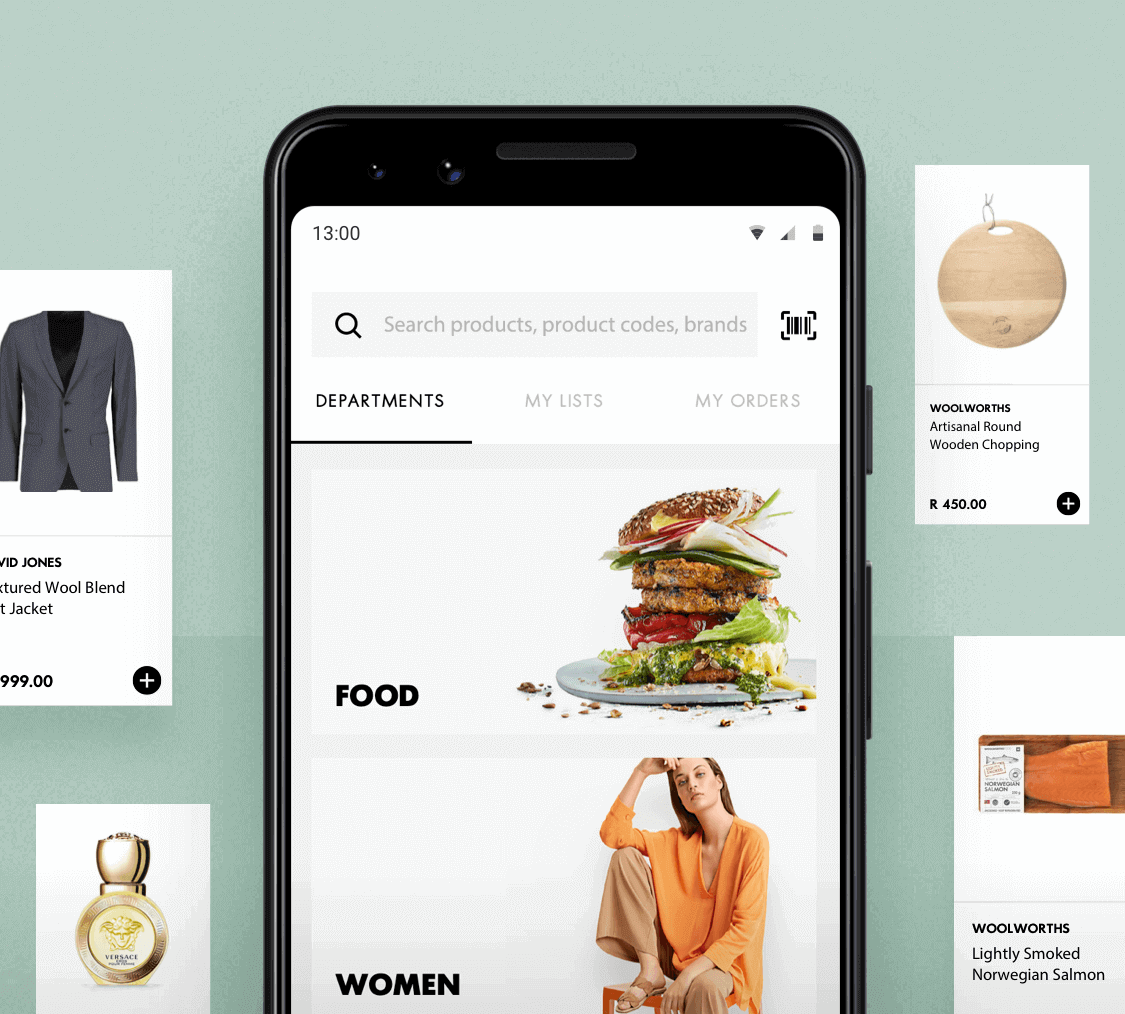 13:00
Search products, product codes, brands
DEPARTMENTS
MY LISTS
MY ORDERS
FOOD
WOMEN
VID JONES
xtured Wool Blend
t Jacket
999.00
VERSACE
WOOLWORTHS
Artisanal Round
Wooden Chopping
R 450.00
NORWEGIAN
SALMON
WOOLWORTHS
Lightly Smoked
Norwegian Salmon